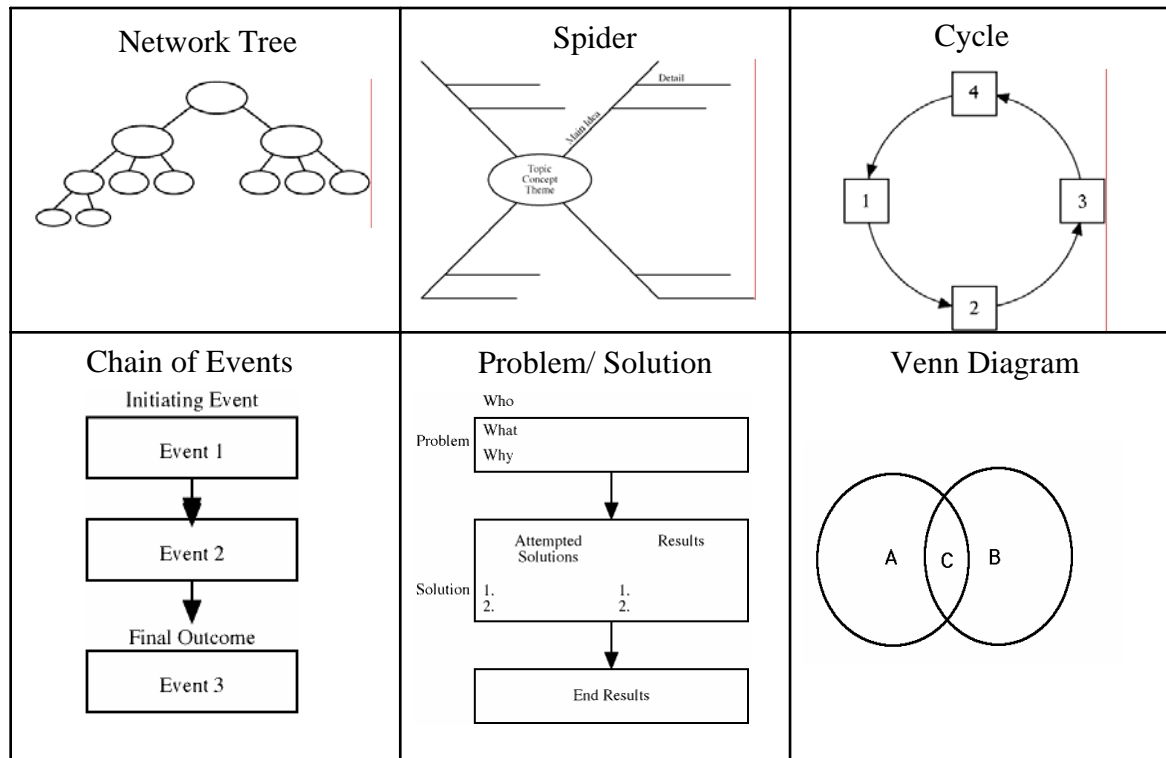 Network Tree
Spider
Detail
Main Idea
Topic
Concept
Theme
Cycle
4
1
3
2
Chain of Events
Initiating Event
Event 1
Event 2
Final Outcome
Event 3
Problem/ Solution
Who
Problem
What
Why
Attempted
Solutions
Results
Solution
1.
1.
2.
2.
End Results
Venn Diagram
A
C
B